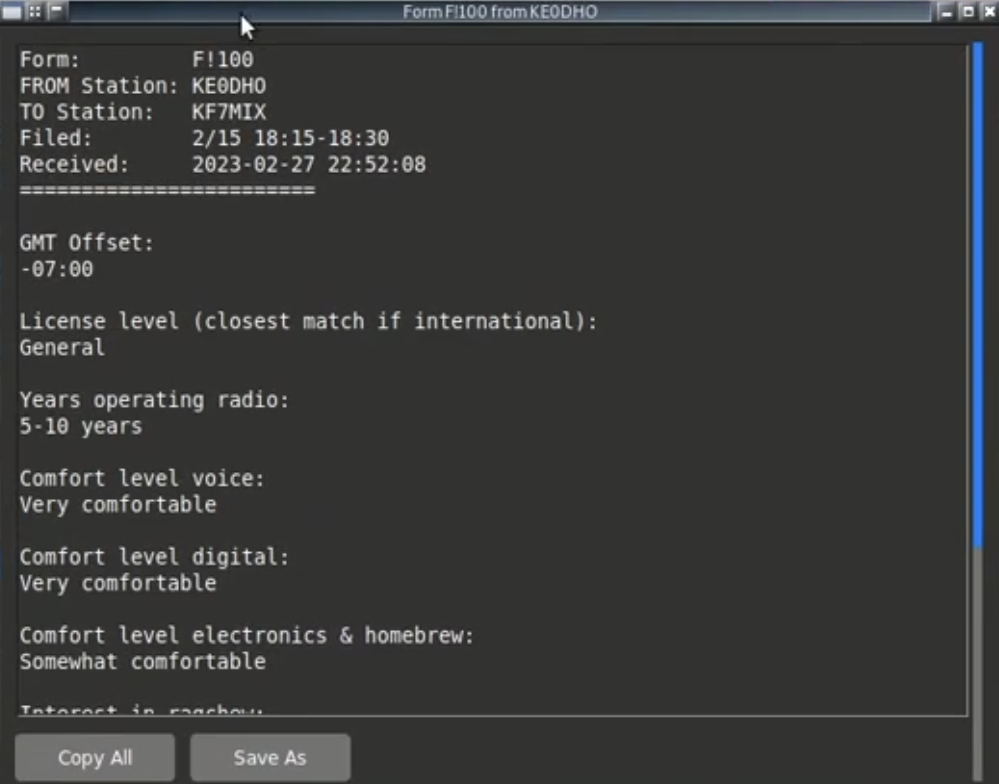 Form F!100 from KE0DHO
Form: F!100
FROM Station: KE0DHO
TO Station: KF7MIX
Filed: 2/15 18:15-18:30
Received: 2023-02-27 22:52:08
========================
GMT Offset:
-07:00
License level (closest match if international):
General
Years operating radio:
5-10 years
Comfort level voice:
Very comfortable
Comfort level digital:
Very comfortable
Comfort level electronics & homebrew:
Somewhat comfortable
Interest in ragchew:
Copy All
Save As